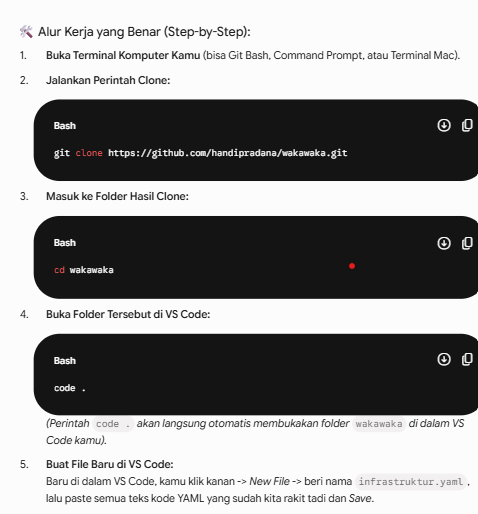 🛠️ Alur Kerja yang Benar (Step-by-Step):
1. Buka Terminal Komputer Kamu (bisa Git Bash, Command Prompt, atau Terminal Mac).
2. Jalankan Perintah Clone:
Bash
git clone https://github.com/handipradana/wakawaka.git
3. Masuk ke Folder Hasil Clone:
Bash
cd wakawaka
4. Buka Folder Tersebut di VS Code:
Bash
code .
(Perintah code . akan langsung otomatis membukakan folder wakawaka di dalam VS
Code kamu).
5. Buat File Baru di VS Code:
Baru di dalam VS Code, kamu klik kanan -> New File -> beri nama infrastruktur.yaml ,
lalu paste semua teks kode YAML yang sudah kita rakit tadi dan Save.